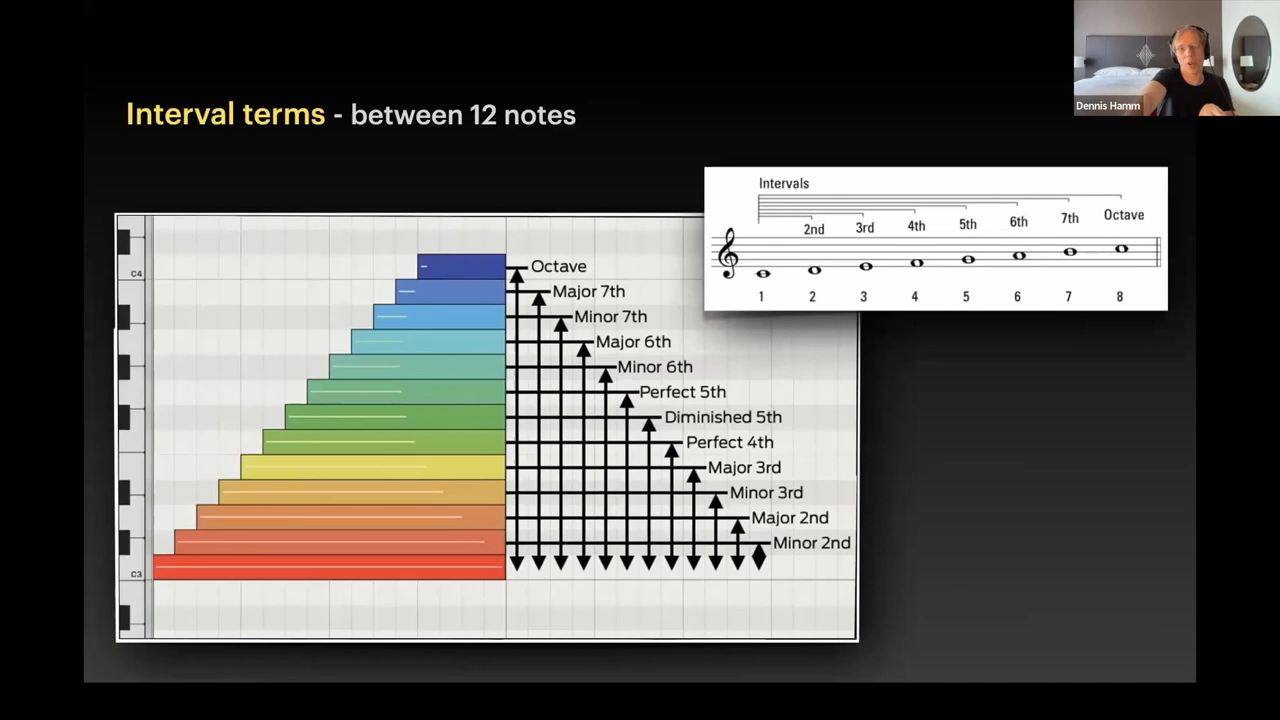 Dennis Hamm
Interval terms - between 12 notes
Intervals
2nd 3rd 4th 5th 6th 7th Octave
1 2 3 4 5 6 7 8
C4
C3
Octave
Major 7th
Minor 7th
Major 6th
Minor 6th
Perfect 5th
Diminished 5th
Perfect 4th
Major 3rd
Minor 3rd
Major 2nd
Minor 2nd